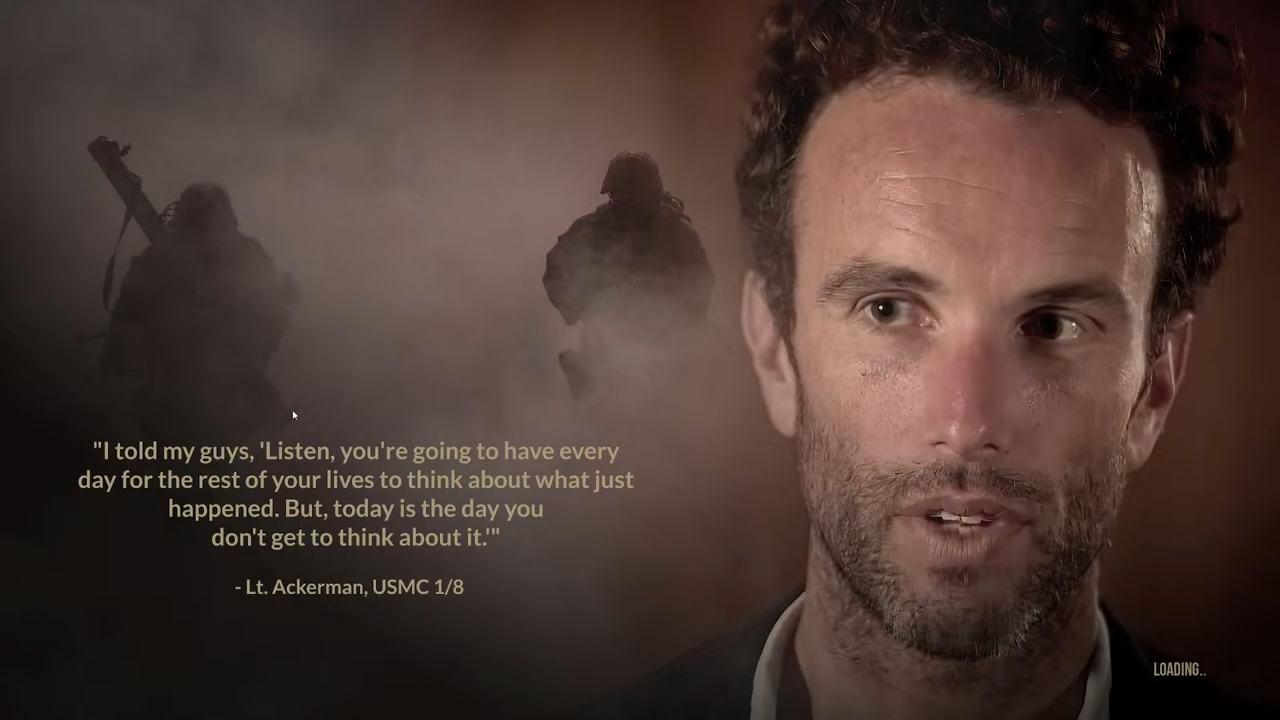 "I told my guys, 'Listen, you're going to have every
day for the rest of your lives to think about what just
happened. But, today is the day you
don't get to think about it.'"
- Lt. Ackerman, USMC 1/8
LOADING..